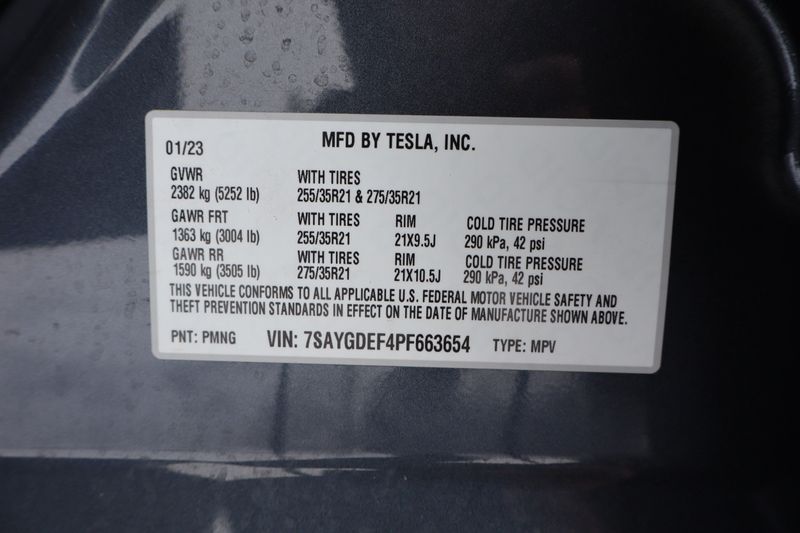 01/23 MFD BY TESLA, INC.
GVWR WITH TIRES
2382 kg (5252 lb) 255/35R21 & 275/35R21
GAWR FRT WITH TIRES RIM COLD TIRE PRESSURE
1363 kg (3004 lb) 255/35R21 21X9.5J 290 kPa, 42 psi
GAWR RR WITH TIRES RIM COLD TIRE PRESSURE
1590 kg (3505 lb) 275/35R21 21X10.5J 290 kPa, 42 psi
THIS VEHICLE CONFORMS TO ALL APPLICABLE U.S. FEDERAL MOTOR VEHICLE SAFETY AND
THEFT PREVENTION STANDARDS IN EFFECT ON THE DATE OF MANUFACTURE SHOWN ABOVE.
PNT: PMNG VIN: 7SAYGDEF4PF663654 TYPE: MPV